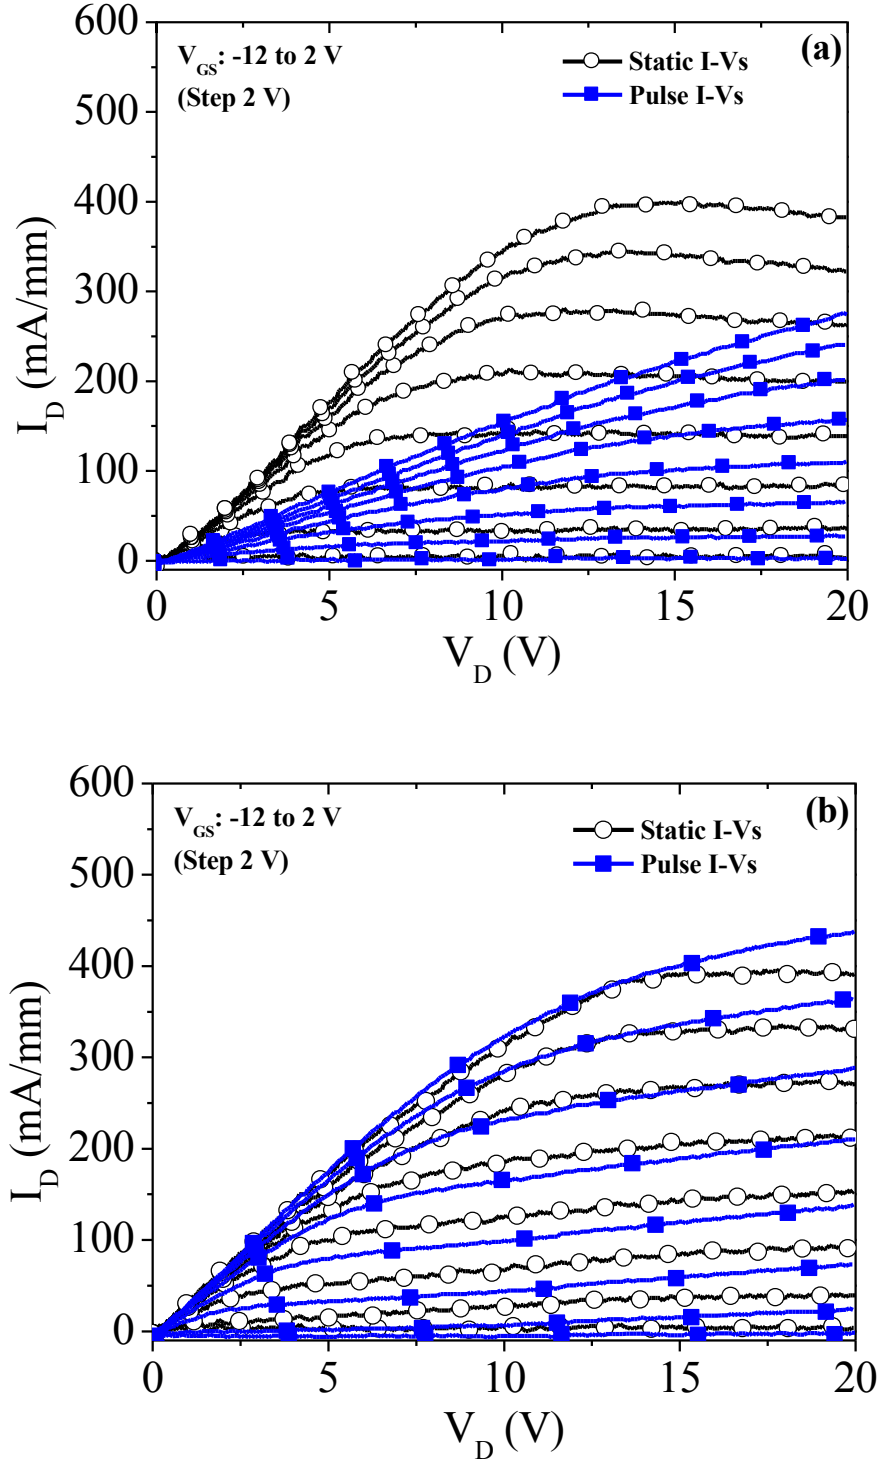 (a)
V_GS: -12 to 2 V
(Step 2 V)
Static I-Vs
Pulse I-Vs
600
500
400
300
200
100
0
I_D (mA/mm)
0 5 10 15 20
V_D (V)
(b)
V_GS: -12 to 2 V
(Step 2 V)
Static I-Vs
Pulse I-Vs
600
500
400
300
200
100
0
I_D (mA/mm)
0 5 10 15 20
V_D (V)